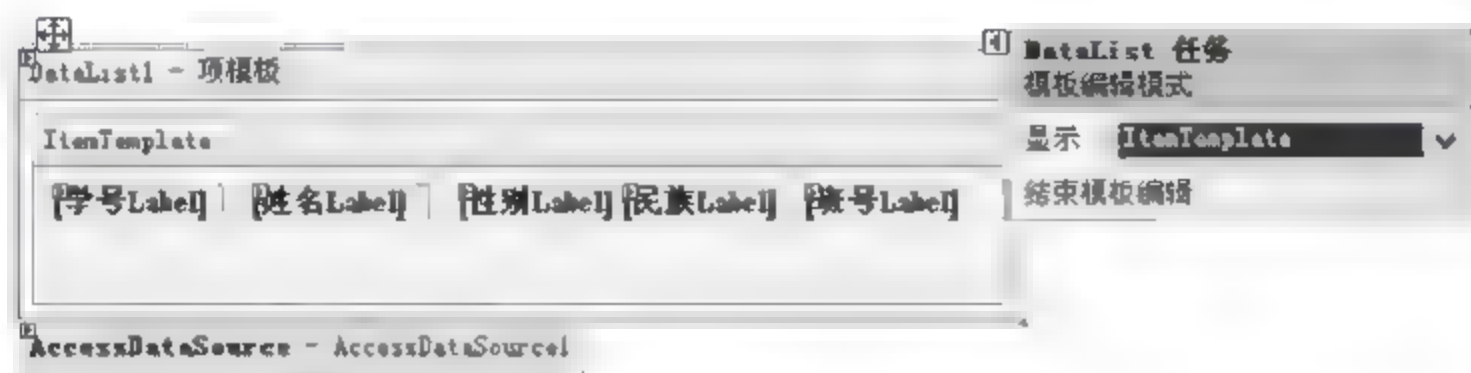 DataList1 - 项模板
ItemTemplate
[学号Label] [姓名Label] [性别Label] [民族Label] [班号Label]
AccessDataSource - AccessDataSource1
DataList 任务
模板编辑模式
显示 ItemTemplate
结束模板编辑